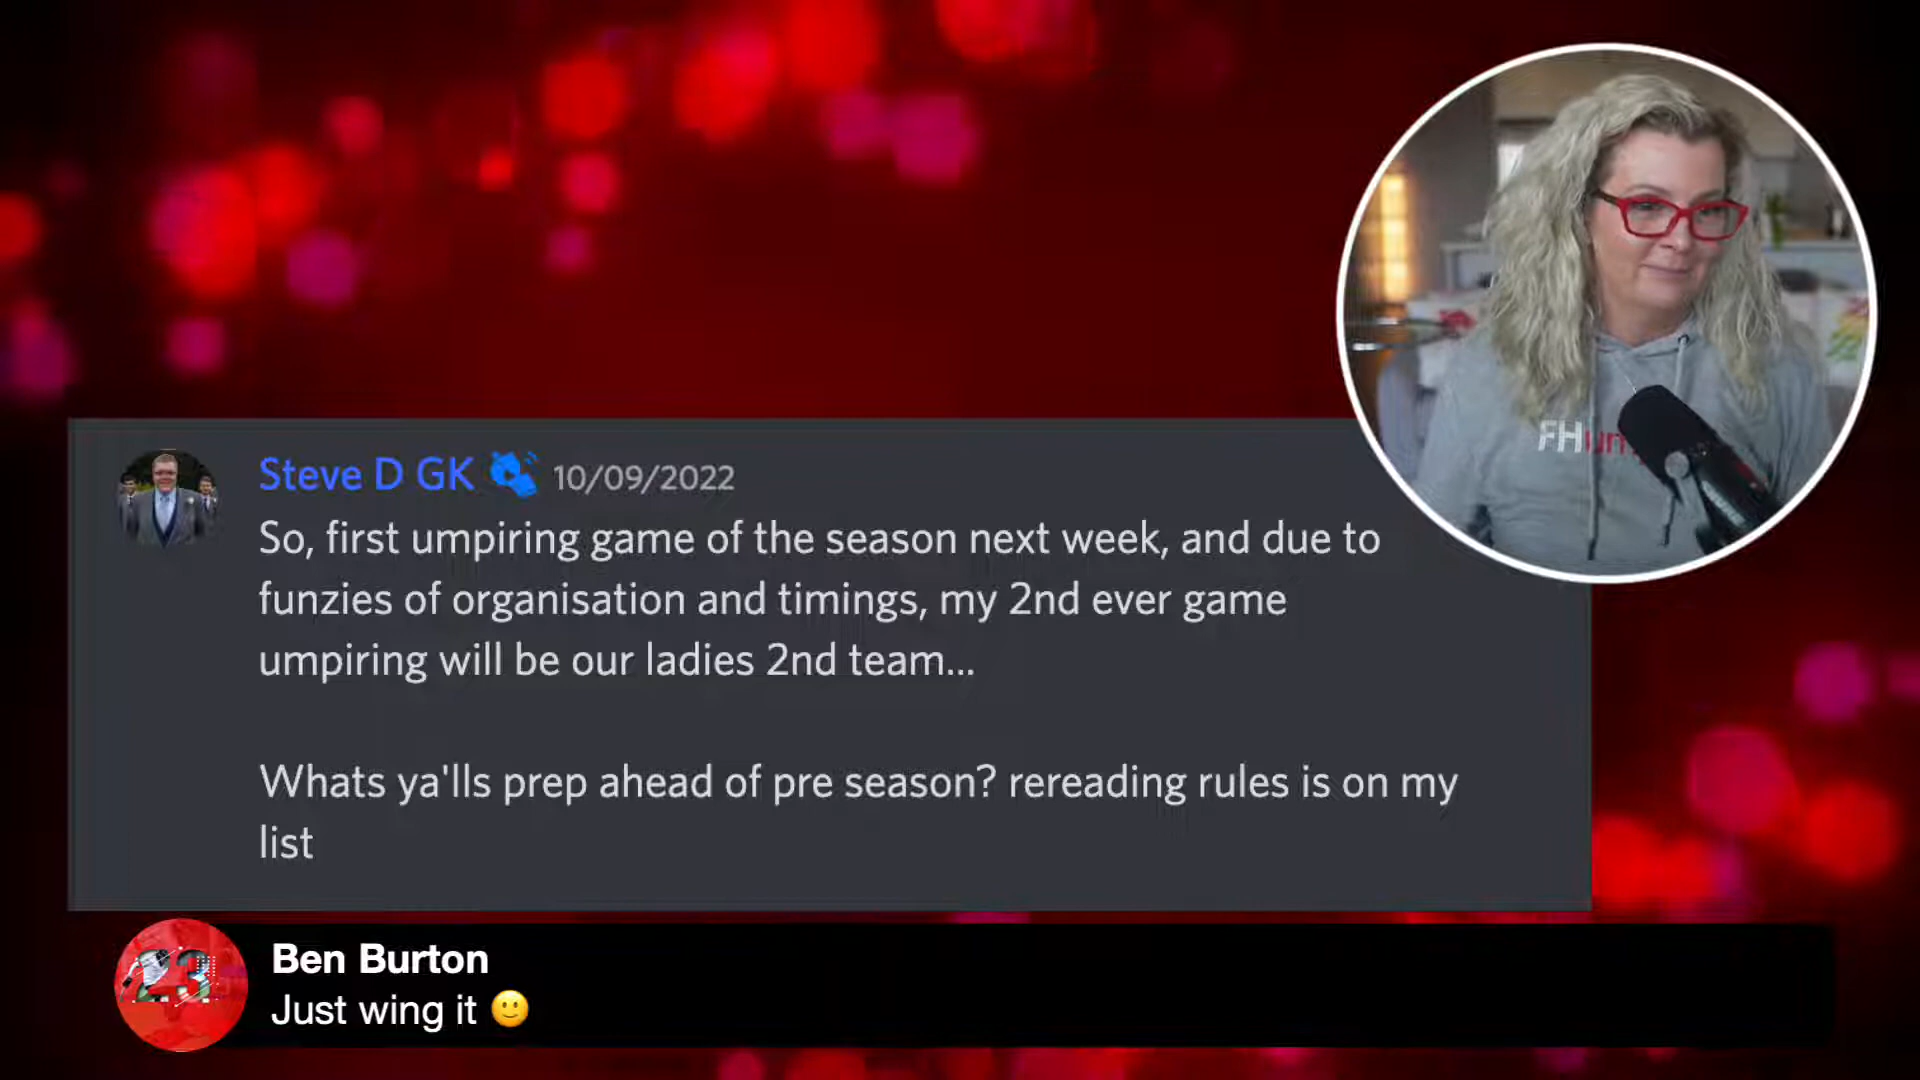 Steve D GK 10/09/2022
So, first umpiring game of the season next week, and due to
funzies of organisation and timings, my 2nd ever game
umpiring will be our ladies 2nd team...
Whats ya'lls prep ahead of pre season? rereading rules is on my
list
FHum
23
Ben Burton
Just wing it 🙂